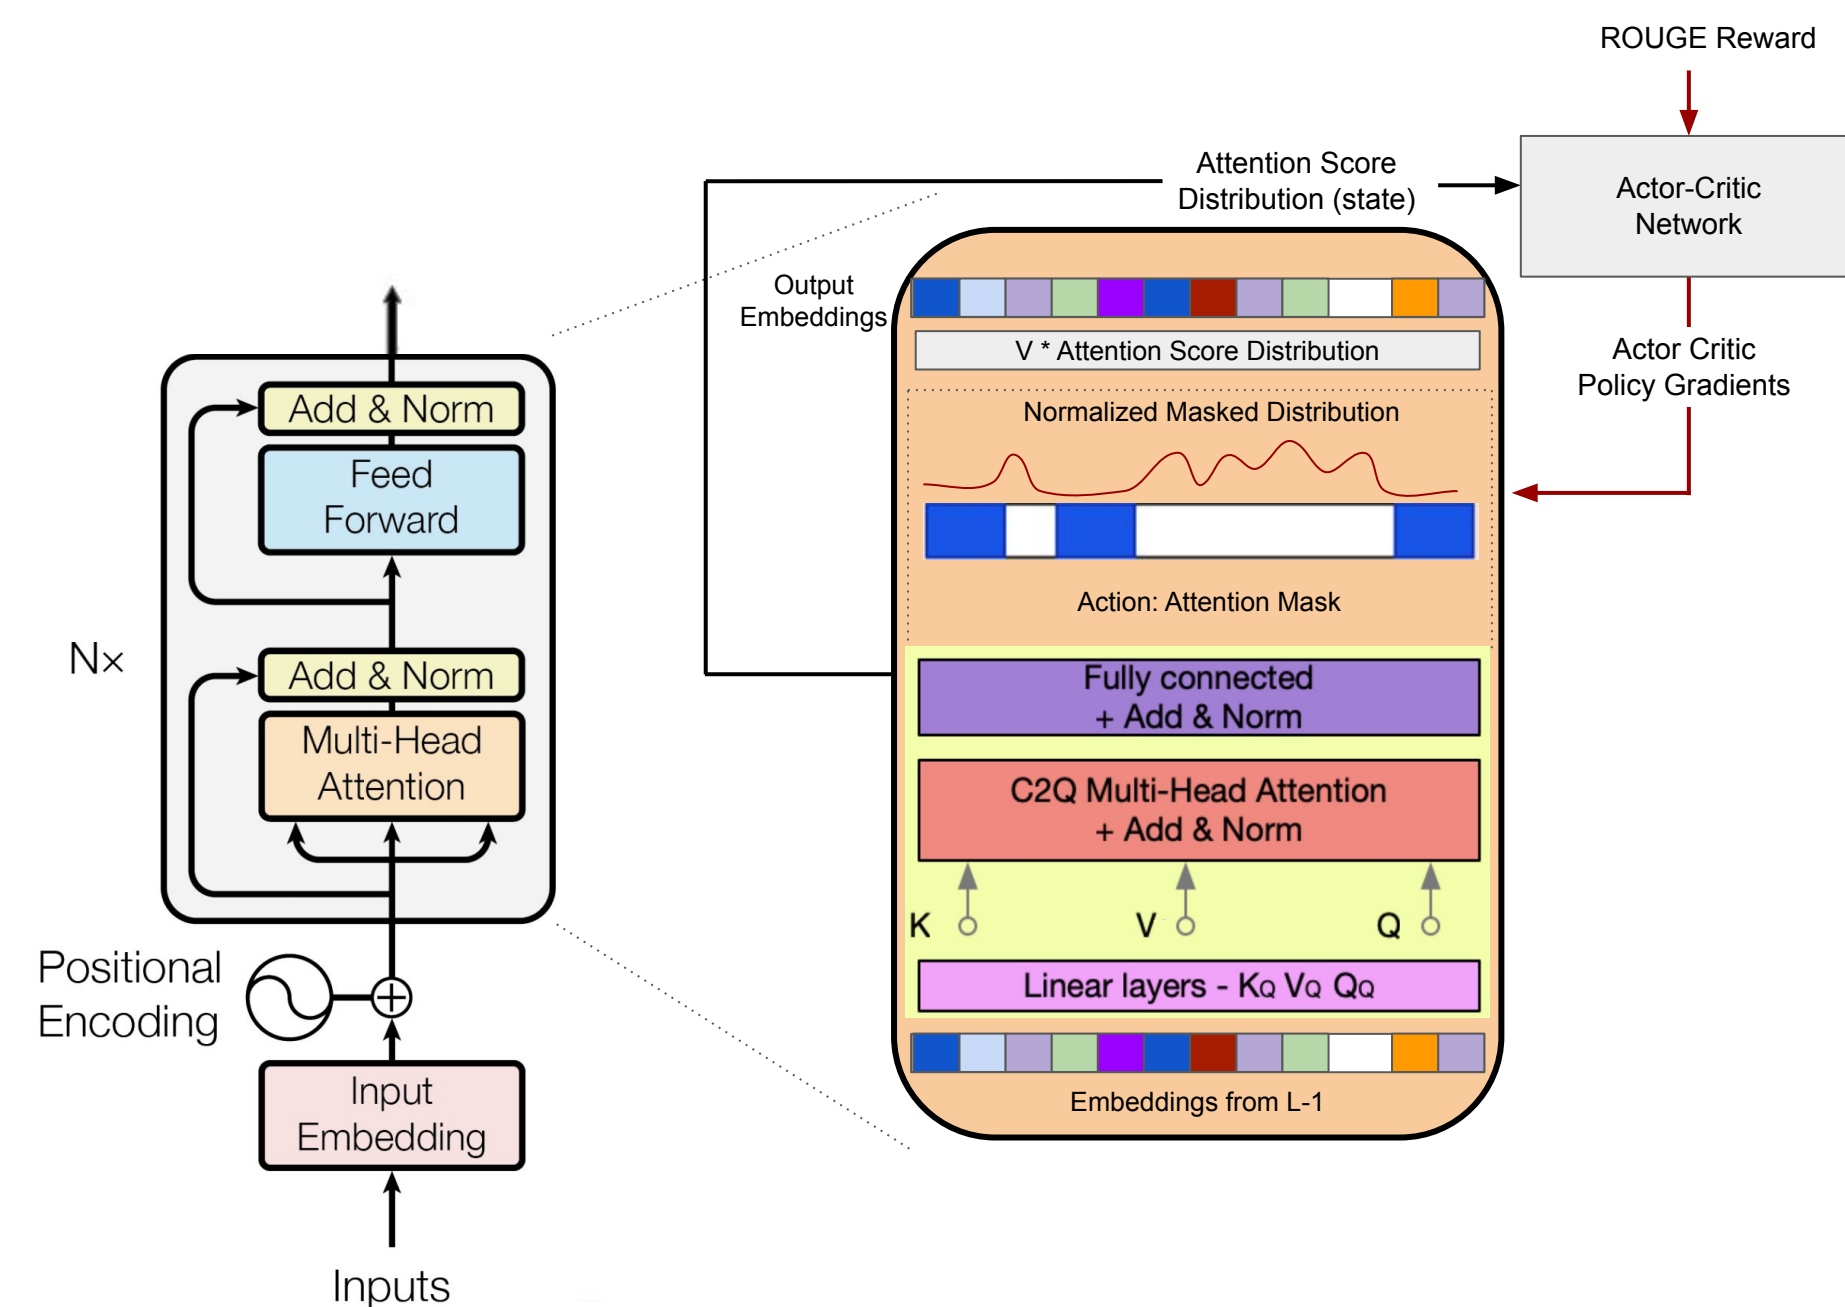 ROUGE Reward
Attention Score
Distribution (state)
Actor-Critic
Network
Actor Critic
Policy Gradients
Output
Embeddings
V * Attention Score Distribution
Normalized Masked Distribution
Action: Attention Mask
Fully connected
+ Add & Norm
C2Q Multi-Head Attention
+ Add & Norm
K
V
Q
Linear layers - KQ VQ QQ
Embeddings from L-1
Add & Norm
Feed
Forward
N×
Add & Norm
Multi-Head
Attention
Positional
Encoding
Input
Embedding
Inputs